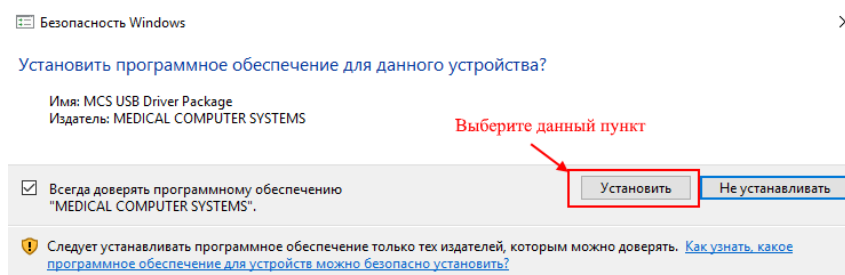 Безопасность Windows
Установить программное обеспечение для данного устройства?
Имя: MCS USB Driver Package
Издатель: MEDICAL COMPUTER SYSTEMS
Выберите данный пункт
Всегда доверять программному обеспечению
"MEDICAL COMPUTER SYSTEMS".
Установить
Не устанавливать
Следует устанавливать программное обеспечение только тех издателей, которым можно доверять. Как узнать, какое
программное обеспечение для устройств можно безопасно установить?